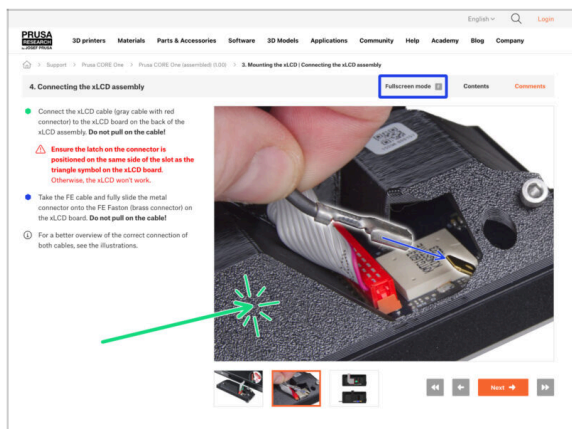 English
Login
PRUSA
RESEARCH
by JOSEF PRUSA
3D printers
Materials
Parts & Accessories
Software
3D Models
Applications
Community
Help
Academy
Blog
Company
Support > Prusa CORE One > Prusa CORE One (assembled) (1.00) > 3. Mounting the xLCD | Connecting the xLCD assembly
4. Connecting the xLCD assembly
Fullscreen mode
Contents
Comments
Connect the xLCD cable (gray cable with red
connector) to the xLCD board on the back of the
xLCD assembly. Do not pull on the cable!
Ensure the latch on the connector is
positioned on the same side of the slot as the
triangle symbol on the xLCD board.
Otherwise, the xLCD won't work.
Take the FE cable and fully slide the metal
connector onto the FE Faston (brass connector) on
the xLCD board. Do not pull on the cable!
For a better overview of the correct connection of
both cables, see the illustrations.
Next